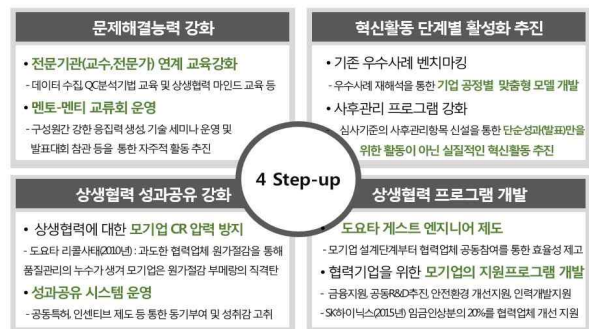 문제해결능력 강화
• 전문기관(교수,전문가) 연계 교육강화
- 데이터 수집, QC분석기법 교육 및 상생협력 마인드 교육 등
• 멘토-멘티 교류회 운영
- 구성원간 강한 응집력 생성, 기술 세미나 운영 및
발표대회 참관 등을 통한 자주적 활동 추진
혁신활동 단계별 활성화 추진
• 기존 우수사례 벤치마킹
- 우수사례 재해석을 통한 기업 공정별 맞춤형 모델 개발
• 사후관리 프로그램 강화
- 심사기준의 사후관리항목 신설을 통한 단순성과(발표)만을
위한 활동이 아닌 실질적인 혁신활동 추진
4 Step-up
상생협력 성과공유 강화
• 상생협력에 대한 모기업 CR 압력 방지
- 도요타 리콜사태(2010년) : 과도한 협력업체 원가절감을 통해
품질관리의 누수가 생겨 모기업은 원가절감 부메랑의 직격탄
• 성과공유 시스템 운영
- 공동특허, 인센티브 제도 등 통한 동기부여 및 성취감 고취
상생협력 프로그램 개발
• 도요타 게스트 엔지니어 제도
- 모기업 설계단계부터 협력업체 공동참여를 통한 효율성 제고
• 협력기업을 위한 모기업의 지원프로그램 개발
- 금융지원, 공동R&D추진, 안전환경 개선지원, 인력개발지원
- SK하이닉스(2015년) 임금인상분의 20%를 협력업체 개선 지원